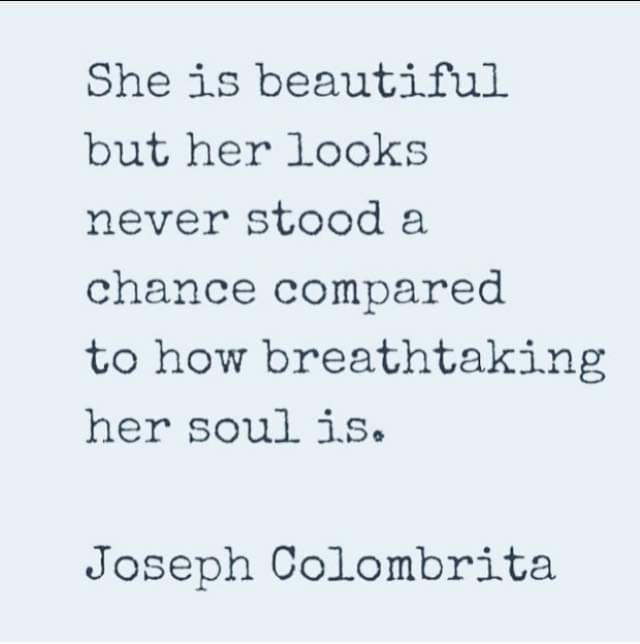 She is beautiful
but her looks
never stood a
chance compared
to how breathtaking
her soul is.
Joseph Colombrita